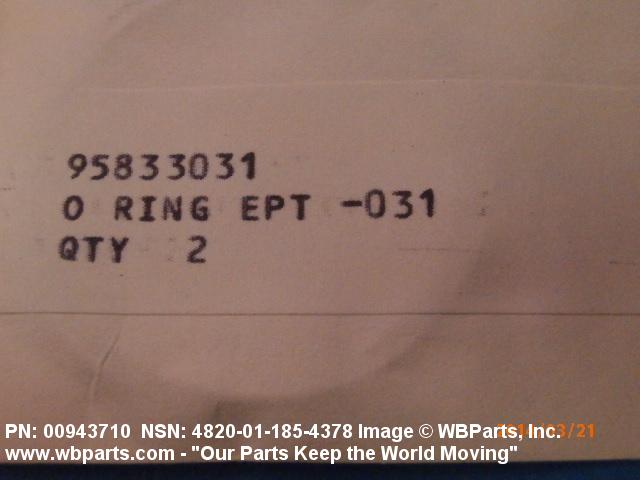 95833031
O RING EPT -031
QTY 2
PN: 00943710 NSN: 4820-01-185-4378 Image © WBParts, Inc.
www.wbparts.com - "Our Parts Keep the World Moving"